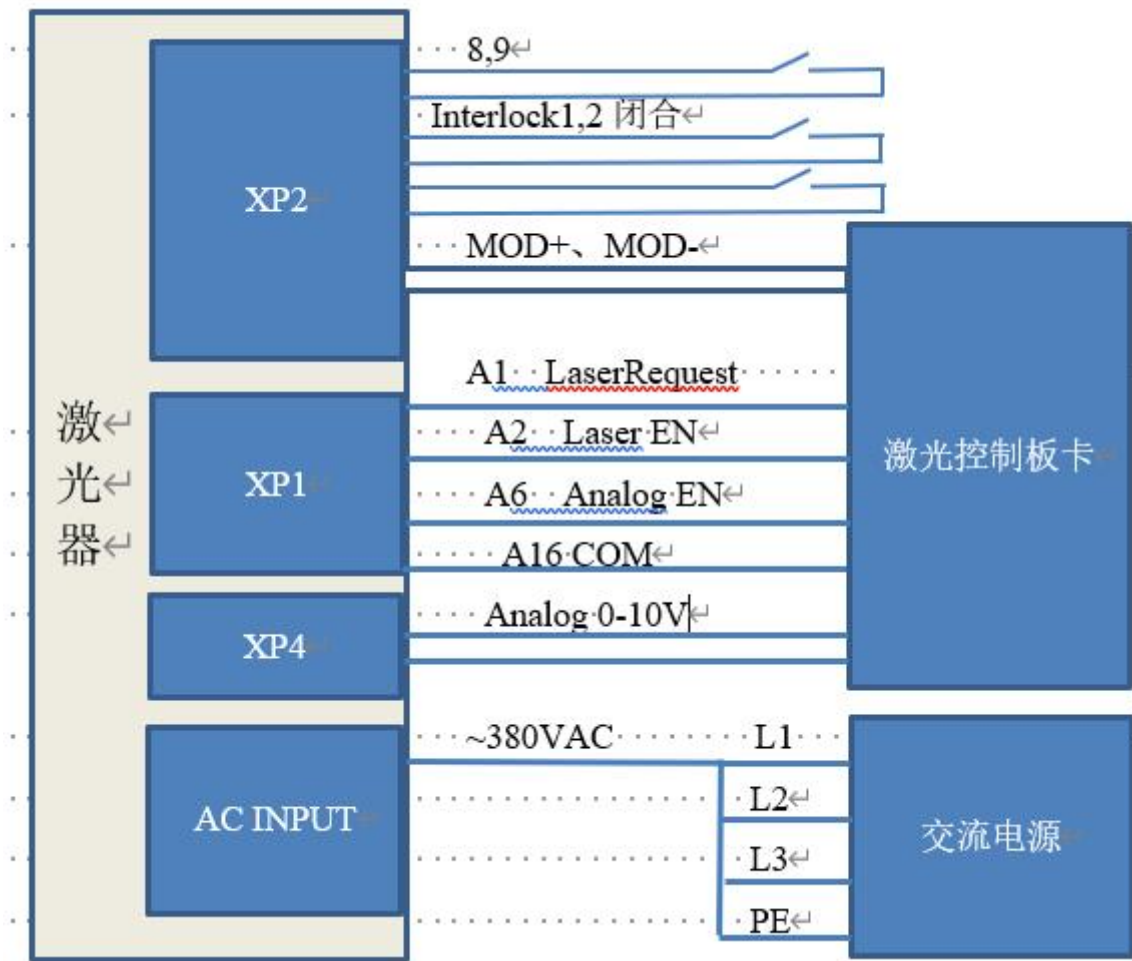 8,9
Interlock1,2 闭合
XP2
MOD+、MOD-
A1 LaserRequest
激
光
器
A2 Laser EN
激光控制板卡
XP1
A6 Analog EN
A16 COM
Analog 0-10V
XP4
~380VAC L1
L2
AC INPUT
交流电源
L3
PE